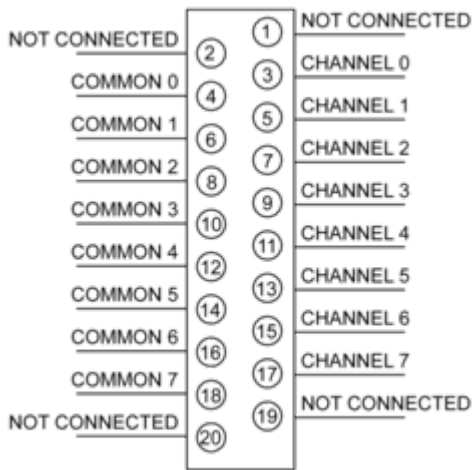 1 NOT CONNECTED
NOT CONNECTED 2
3 CHANNEL 0
COMMON 0 4
5 CHANNEL 1
COMMON 1 6
7 CHANNEL 2
COMMON 2 8
9 CHANNEL 3
COMMON 3 10
11 CHANNEL 4
COMMON 4 12
13 CHANNEL 5
COMMON 5 14
15 CHANNEL 6
COMMON 6 16
17 CHANNEL 7
COMMON 7 18
19 NOT CONNECTED
NOT CONNECTED 20